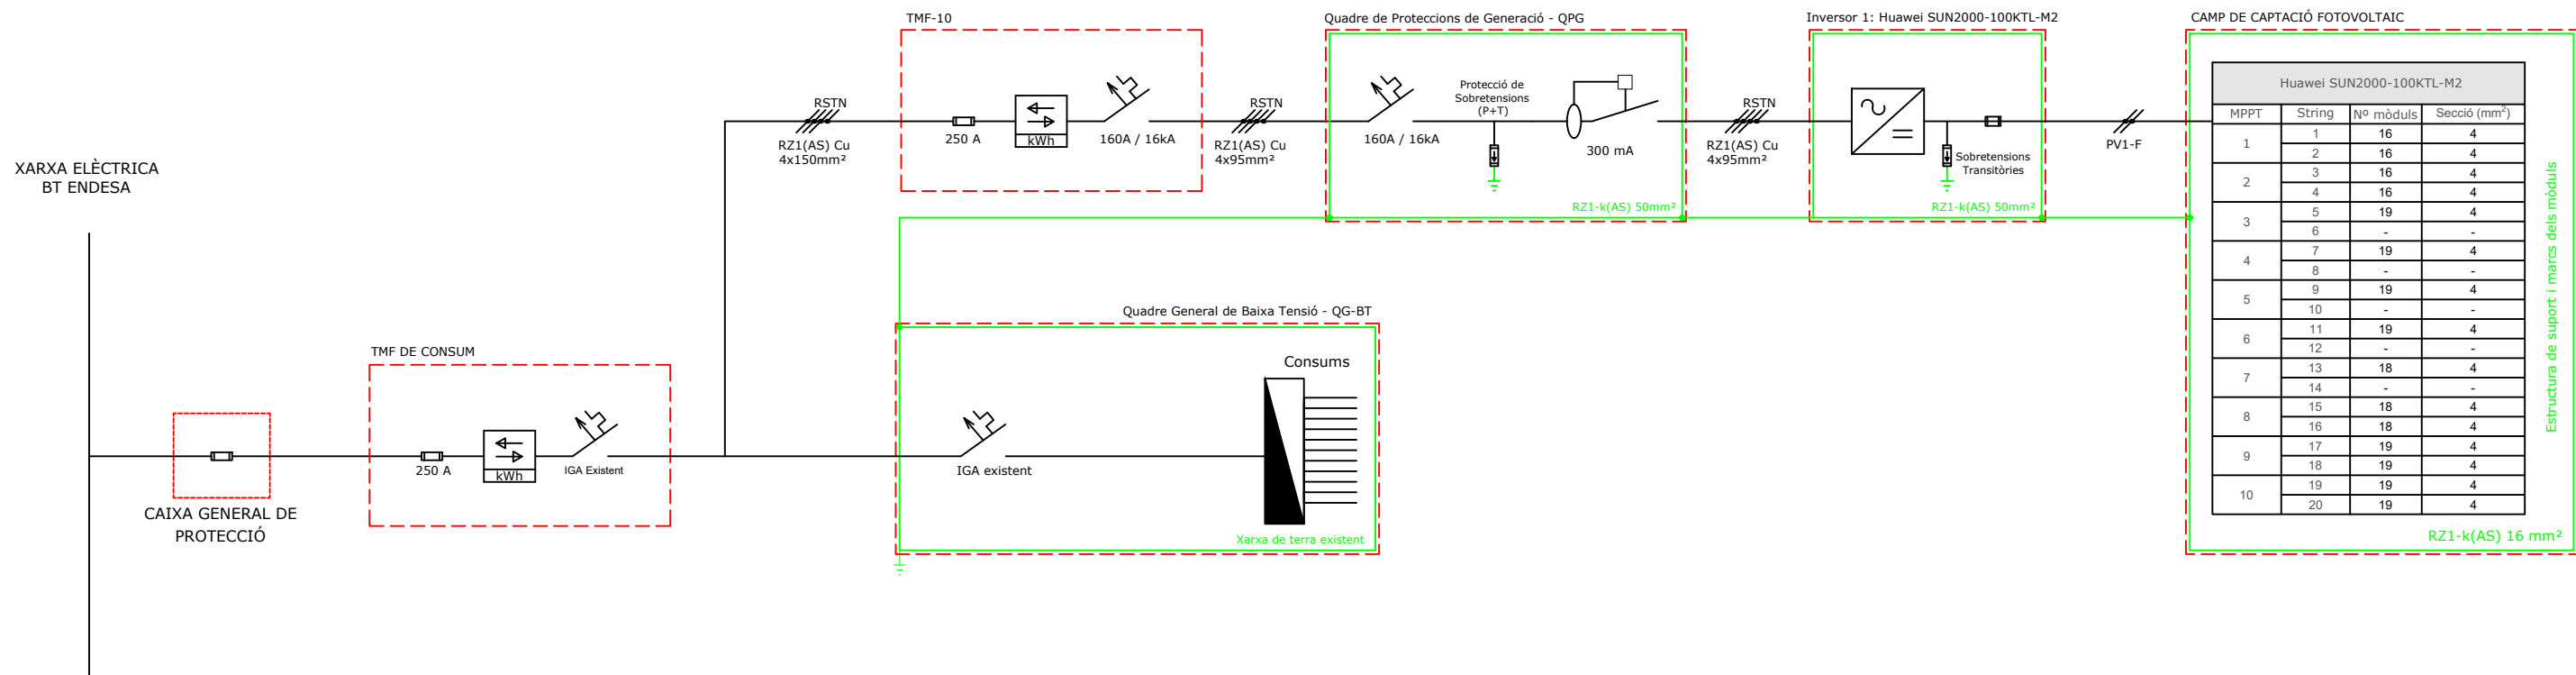 TMF-10
Quadre de Proteccions de Generació - QPG
Inversor 1: Huawei SUN2000-100KTL-M2
CAMP DE CAPTACIÓ FOTOVOLTAIC
RSTN
RZ1(AS) Cu
4x150mm²
250 A
kWh
160A / 16kA
RSTN
RZ1(AS) Cu
4x95mm²
160A / 16kA
Protecció de
Sobretensions
(P+T)
300 mA
RZ1-k(AS) 50mm²
RSTN
RZ1(AS) Cu
4x95mm²
Sobretensions
Transitòries
RZ1-k(AS) 50mm²
PV1-F
Huawei SUN2000-100KTL-M2
MPPT String Nº mòduls Secció (mm²)
1 1 16 4
2 16 4
2 3 16 4
4 16 4
3 5 19 4
6 - -
4 7 19 4
8 - -
5 9 19 4
10 - -
6 11 19 4
12 - -
7 13 18 4
14 - -
8 15 18 4
16 18 4
9 17 19 4
18 19 4
10 19 19 4
20 19 4
Estructura de suport i marcs dels mòduls
RZ1-k(AS) 16 mm²
XARXA ELÈCTRICA
BT ENDESA
CAIXA GENERAL DE
PROTECCIÓ
TMF DE CONSUM
250 A
kWh
IGA Existent
Quadre General de Baixa Tensió - QG-BT
IGA existent
Consums
Xarxa de terra existent